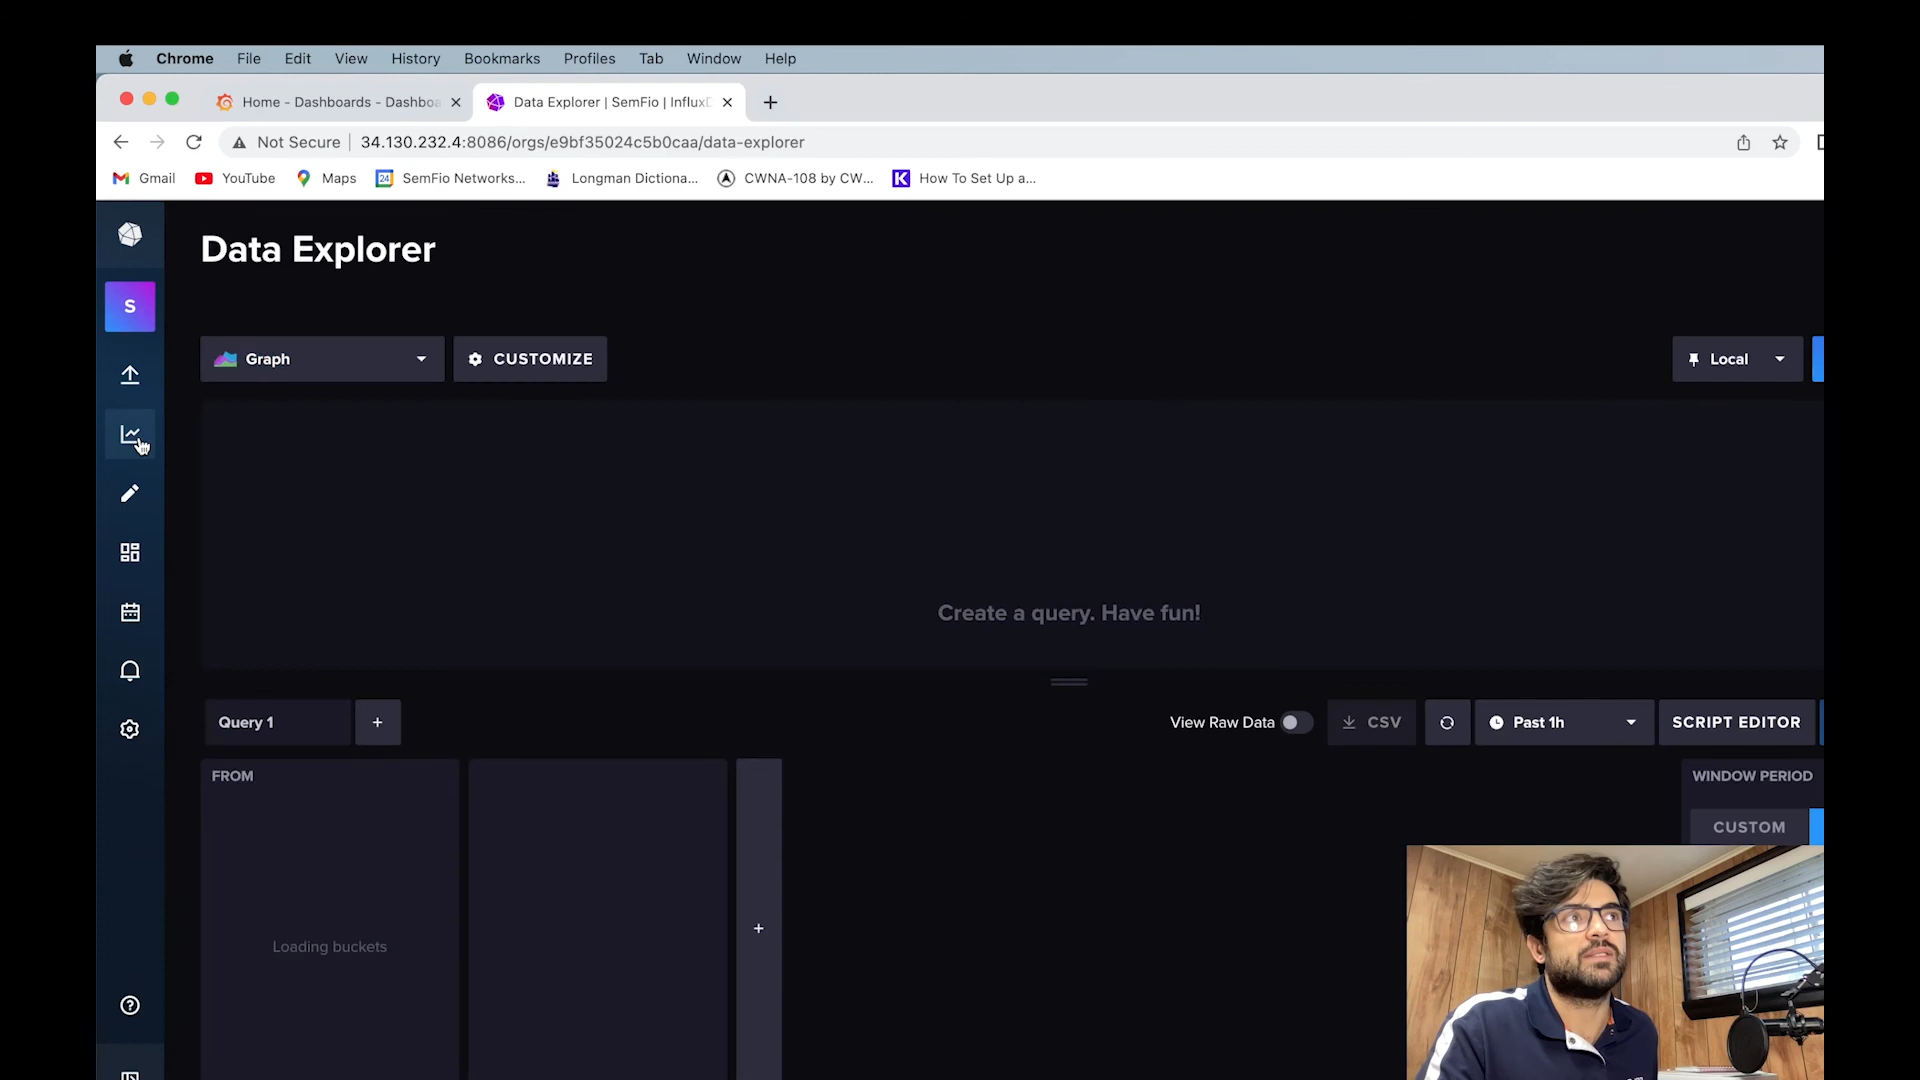 Chrome File Edit View History Bookmarks Profiles Tab Window Help
Home - Dashboards - Dashboa
Data Explorer | SemFio | InfluxD
Not Secure 34.130.232.4:8086/orgs/e9bf35024c5b0caa/data-explorer
Gmail YouTube Maps 24 SemFio Networks... Longman Dictiona... CWNA-108 by CW... K How To Set Up a...
Data Explorer
S
Graph CUSTOMIZE Local
Create a query. Have fun!
Query 1 + View Raw Data CSV Past 1h SCRIPT EDITOR
FROM WINDOW PERIOD
CUSTOM
+
Loading buckets